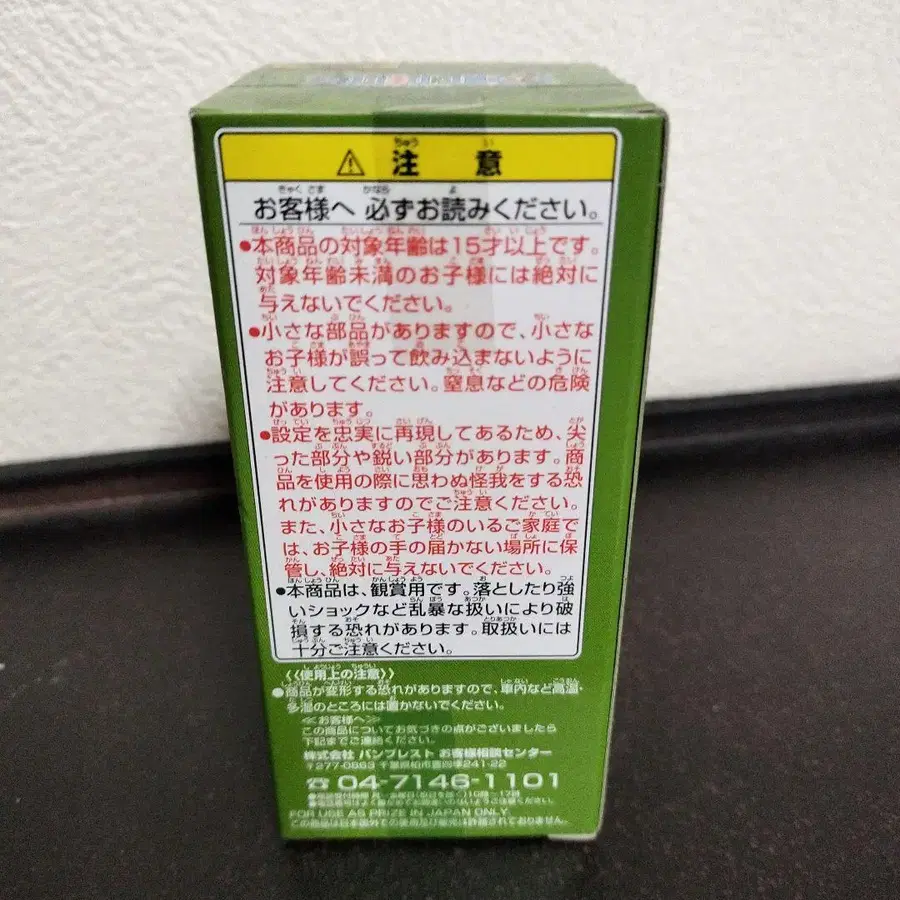 ⚠ 注意
お客様へ 必ずお読みください。
●本商品の対象年齢は15才以上です。
対象年齢未満のお子様には絶対に
与えないでください。
●小さな部品がありますので、小さな
お子様が誤って飲み込まないように
注意してください。窒息などの危険
があります。
●設定を忠実に再現してあるため、尖
った部分や鋭い部分があります。商
品を使用の際に思わぬ怪我をする恐
れがありますのでご注意ください。
また、小さなお子様のいるご家庭で
は、お子様の手の届かない場所に保
管し、絶対に与えないでください。
●本商品は、観賞用です。落としたり強
いショックなど乱暴な扱いにより破
損する恐れがあります。取扱いには
十分ご注意ください。
《使用上の注意》
●商品が変形する恐れがありますので、車内など高温・
多湿のところには置かないでください。
≪お客様へ≫
この商品についてお気づきの点がございましたら
下記までご連絡ください。
株式会社 バンプレスト お客様相談センター
千葉県柏市豊四季241-22
☎ 04-7146-1101
FOR USE AS PRIZE IN JAPAN ONLY